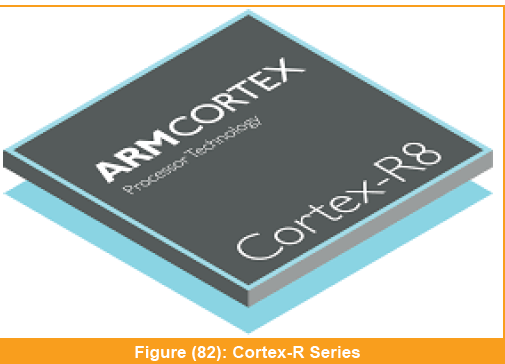 ARMCORTEX
Processor Technology
Cortex-R8
Figure (82): Cortex-R Series